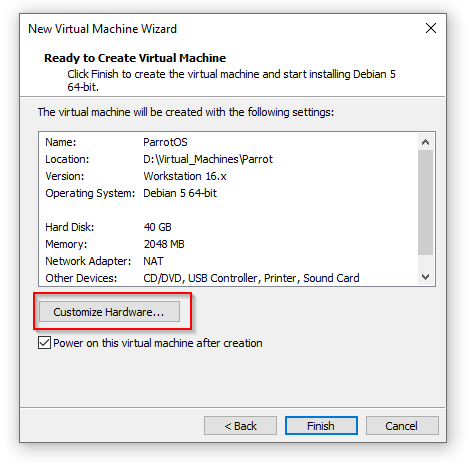 New Virtual Machine Wizard
Ready to Create Virtual Machine
Click Finish to create the virtual machine and start installing Debian 5
64-bit.
The virtual machine will be created with the following settings:
Name: ParrotOS
Location: D:\Virtual_Machines\Parrot
Version: Workstation 16.x
Operating System: Debian 5 64-bit
Hard Disk: 40 GB
Memory: 2048 MB
Network Adapter: NAT
Other Devices: CD/DVD, USB Controller, Printer, Sound Card
Customize Hardware...
Power on this virtual machine after creation
< Back Finish Cancel